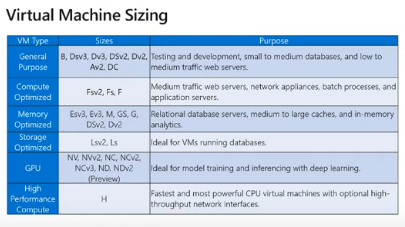 Virtual Machine Sizing
VM Type
Sizes
Purpose
General
Purpose
B, Dsv3, Dv3, DSv2, Dv2,
Av2, DC
Testing and development, small to medium databases, and low to
medium traffic web servers.
Compute
Optimized
Fsv2, Fs, F
Medium traffic web servers, network appliances, batch processes, and
application servers.
Memory
Optimized
Esv3, Ev3, M, GS, G,
DSv2, Dv2
Relational database servers, medium to large caches, and in-memory
analytics.
Storage
Optimized
Lsv2, Ls
Ideal for VMs running databases.
GPU
NV, NVv2, NC, NCv2,
NCv3, ND, NDv2
(Preview)
Ideal for model training and inferencing with deep learning.
High
Performance
Compute
H
Fastest and most powerful CPU virtual machines with optional high-
throughput network interfaces.